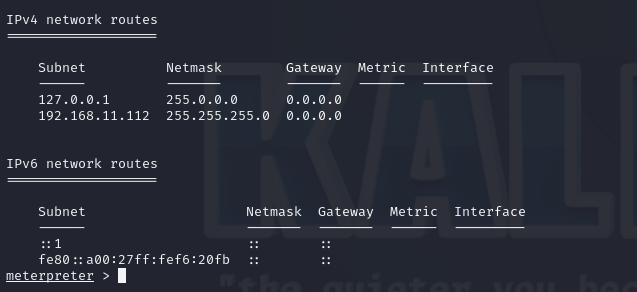 IPv4 network routes
Subnet Netmask Gateway Metric Interface
127.0.0.1 255.0.0.0 0.0.0.0
192.168.11.112 255.255.255.0 0.0.0.0
IPv6 network routes
Subnet Netmask Gateway Metric Interface
::1 :: ::
fe80::a00:27ff:fef6:20fb :: ::
meterpreter >
KALI
"the quieter you bec